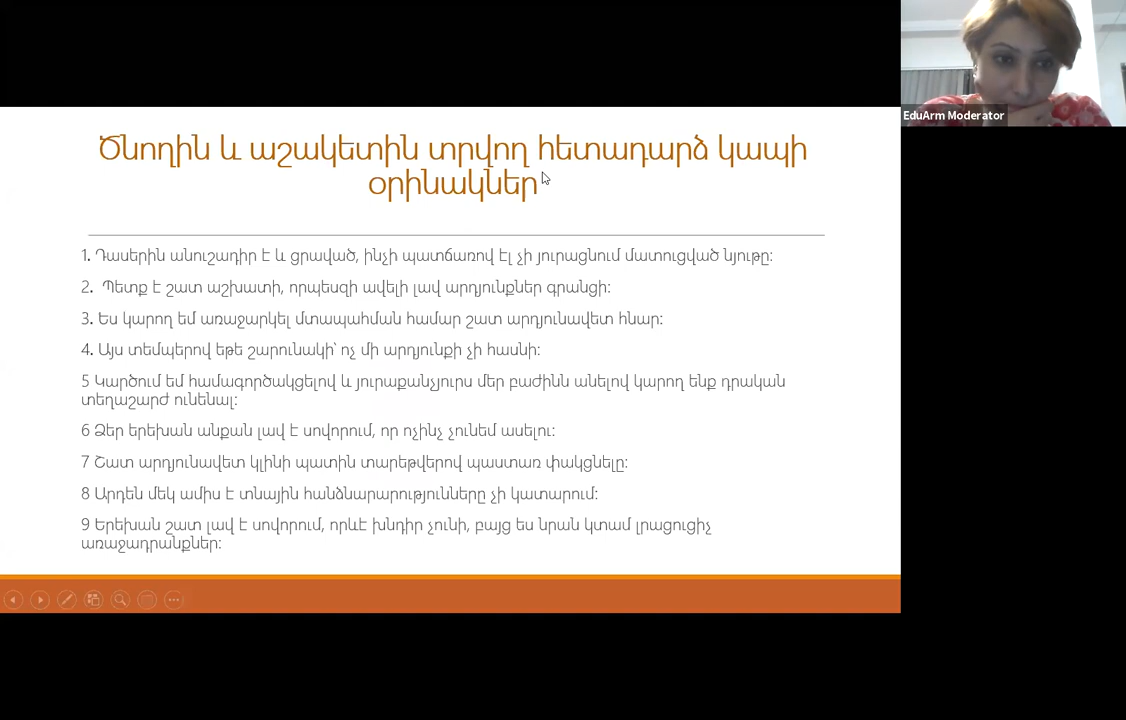 EduArm Moderator
Ծնողին և աշակետին տրվող հետադարձ կապի
օրինակներ
1. Դասերին անուշադիր է և ցրաված, ինչի պատճառով էլ չի յուրացնում մատուցված նյութը:
2. Պետք է շատ աշխատի, որպեսզի ավելի լավ արդյունքներ գրանցի:
3. Ես կարող եմ առաջարկել մտապահման համար շատ արդյունավետ հնար:
4. Այս տեմպերով եթե շարունակի՝ ոչ մի արդյունքի չի հասնի:
5 Կարծում եմ համագործակցելով և յուրաքանչյուրս մեր բաժինն անելով կարող ենք դրական
տեղաշարժ ունենալ:
6 Ձեր երեխան անքան լավ է սովորում, որ ոչինչ չունեմ ասելու:
7 Շատ արդյունավետ կլինի պատին տարեթվերով պաստառ փակցնելը:
8 Արդեն մեկ ամիս է տնային հանձնարարությունները չի կատարում:
9 Երեխան շատ լավ է սովորում, որևէ խնդիր չունի, բայց ես նրան կտամ լրացուցիչ
առաջադրանքներ: